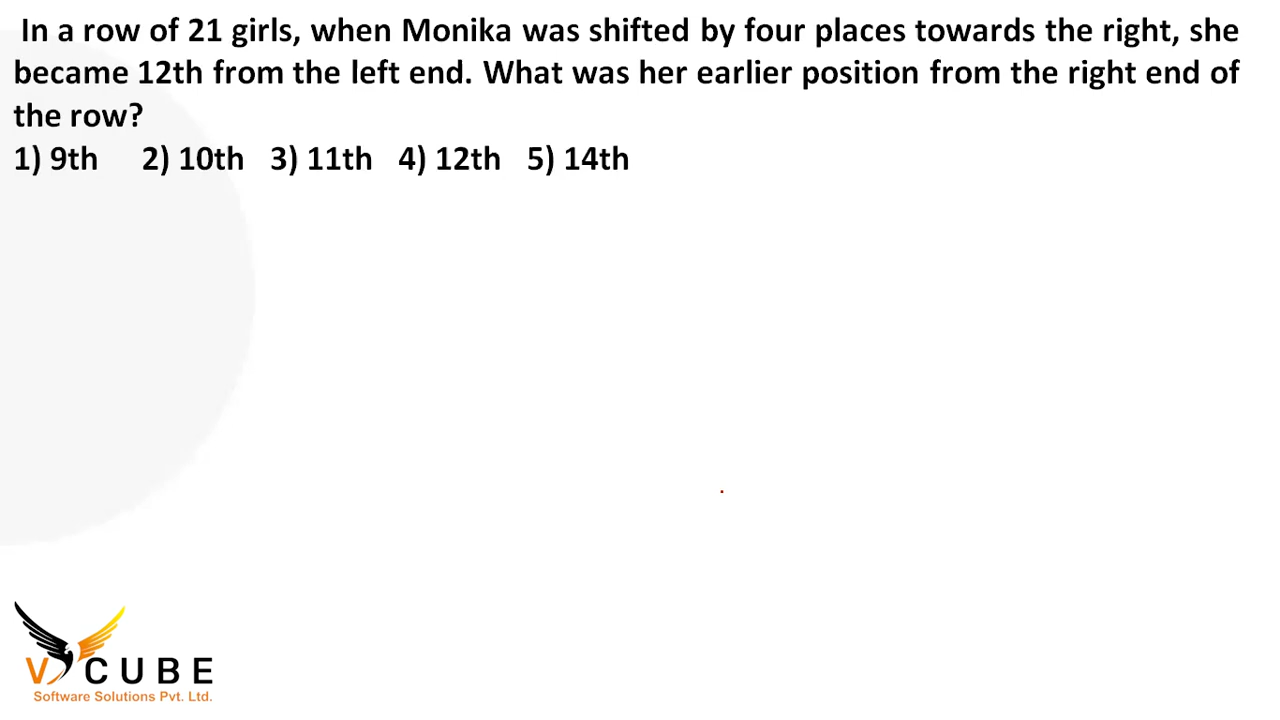 In a row of 21 girls, when Monika was shifted by four places towards the right, she
became 12th from the left end. What was her earlier position from the right end of
the row?
1) 9th 2) 10th 3) 11th 4) 12th 5) 14th
V CUBE
Software Solutions Pvt. Ltd.